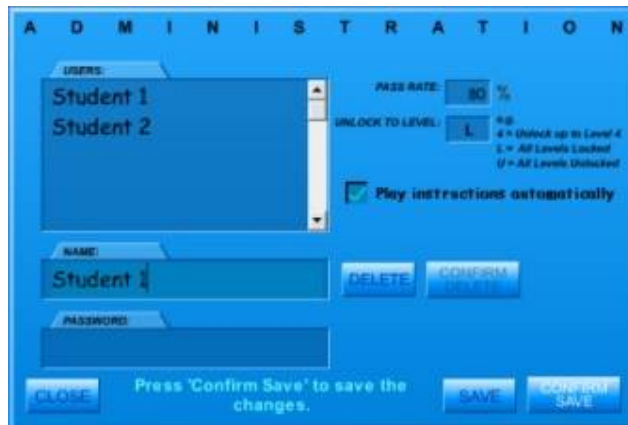 A D M I N I S T R A T I O N
USERS:
Student 1
Student 2
PASS RATE: 80 %
UNLOCK TO LEVEL: L
e.g.
4 = Unlock up to Level 4
L = All Levels Locked
U = All Levels Unlocked
Play instructions automatically
NAME:
Student 1
DELETE
CONFIRM
DELETE
PASSWORD:
CLOSE
Press 'Confirm Save' to save the
changes.
SAVE
CONFIRM
SAVE